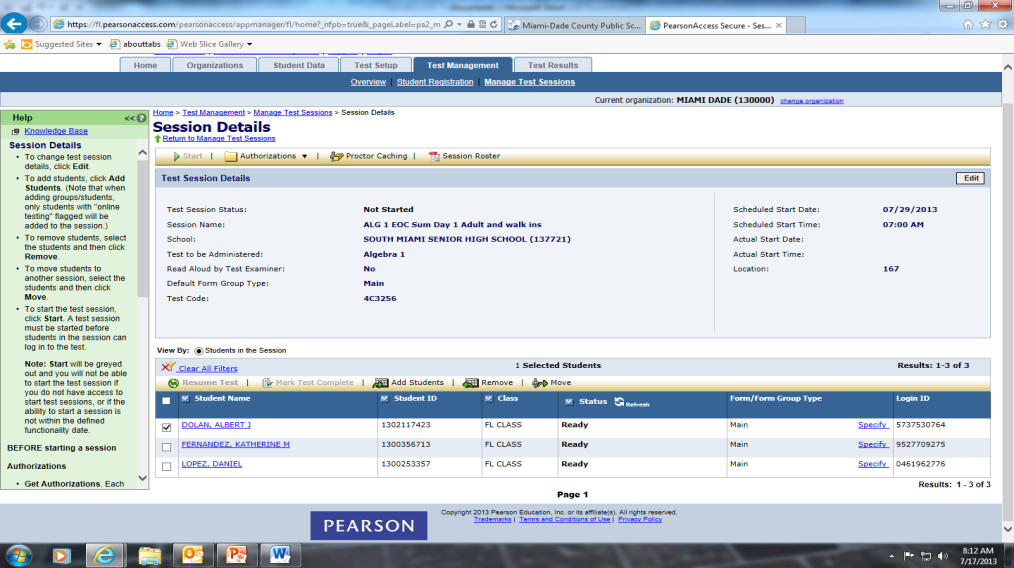 https://fl.pearsonaccess.com/pearsonaccess/appmanager/fl/home?_nfpb=true&_pageLabel=pa2_m
Miami-Dade County Public Sc...
PearsonAccess Secure - Ses...
Suggested Sites
abouttabs
Web Slice Gallery
Home
Organizations
Student Data
Test Setup
Test Management
Test Results
Overview | Student Registration | Manage Test Sessions
Current organization: MIAMI DADE (130000) change organization
Help <<
Knowledge Base
Session Details
• To change test session
details, click Edit.
• To add students, click Add
Students. (Note that when
adding groups/students,
only students with "online
testing" flagged will be
added to the session.)
• To remove students, select
the students and then click
Remove.
• To move students to
another session, select the
students and then click
Move.
• To start the test session,
click Start. A test session
must be started before
students in the session can
log in to the test.
Note: Start will be greyed
out and you will not be able
to start the test session if
you do not have access to
start test sessions, or if the
ability to start a session is
not within the defined
functionality date.
BEFORE starting a session
Authorizations
• Get Authorizations. Each
Home > Test Management > Manage Test Sessions > Session Details
Session Details
Return to Manage Test Sessions
Start | Authorizations | Proctor Caching | Session Roster
Test Session Details Edit
Test Session Status: Not Started Scheduled Start Date: 07/29/2013
Session Name: ALG 1 EOC Sum Day 1 Adult and walk ins Scheduled Start Time: 07:00 AM
School: SOUTH MIAMI SENIOR HIGH SCHOOL (137721) Actual Start Date:
Test to be Administered: Algebra 1 Actual Start Time:
Read Aloud by Test Examiner: No Location: 167
Default Form Group Type: Main
Test Code: 4C3256
View By: Students in the Session
Clear All Filters 1 Selected Students Results: 1-3 of 3
Resume Test | Mark Test Complete | Add Students | Remove | Move
Student Name Student ID Class Status Refresh Form/Form Group Type Login ID
DOLAN, ALBERT J 1302117423 FL CLASS Ready Main Specify 5737530764
FERNANDEZ, KATHERINE M 1300356713 FL CLASS Ready Main Specify 9527709275
LOPEZ, DANIEL 1300253357 FL CLASS Ready Main Specify 0461962776
Results: 1 - 3 of 3
Page 1
PEARSON
Copyright 2013 Pearson Education, Inc. or its affiliate(s). All rights reserved.
Trademarks | Terms and Conditions of Use | Privacy Policy
8:12 AM
7/17/2013